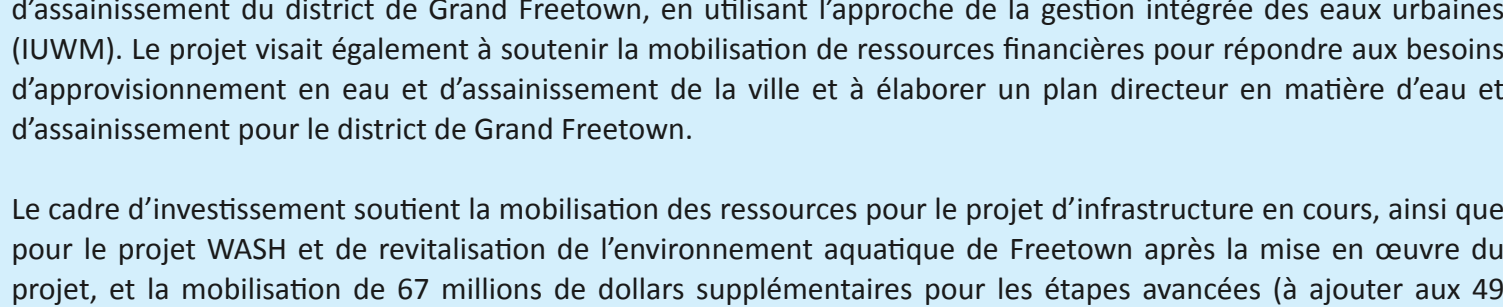 d’assainissement du district de Grand Freetown, en utilisant l’approche de la gestion intégrée des eaux urbaines
(IUWM). Le projet visait également à soutenir la mobilisation de ressources financières pour répondre aux besoins
d’approvisionnement en eau et d’assainissement de la ville et à élaborer un plan directeur en matière d’eau et
d’assainissement pour le district de Grand Freetown.
Le cadre d’investissement soutient la mobilisation des ressources pour le projet d’infrastructure en cours, ainsi que
pour le projet WASH et de revitalisation de l’environnement aquatique de Freetown après la mise en œuvre du
projet, et la mobilisation de 67 millions de dollars supplémentaires pour les étapes avancées (à ajouter aux 49